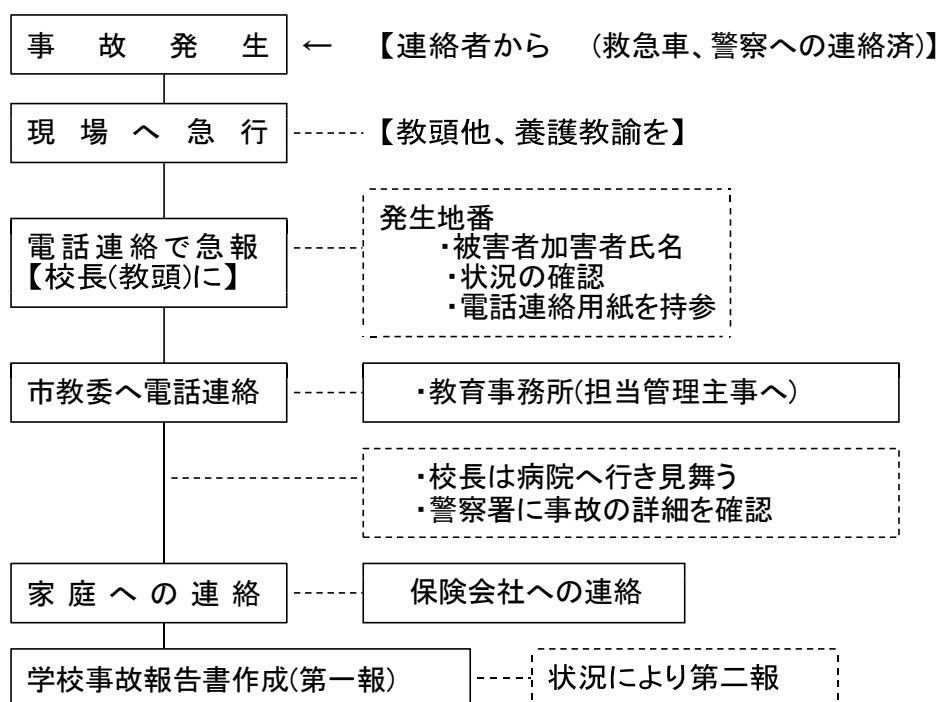 事故発生 ← 【連絡者から (救急車、警察への連絡済)】
現場へ急行 【教頭他、養護教諭を】
電話連絡で急報
【校長(教頭)に】
発生地番
・被害者加害者氏名
・状況の確認
・電話連絡用紙を持参
市教委へ電話連絡 ・教育事務所(担当管理主事へ)
・校長は病院へ行き見舞う
・警察署に事故の詳細を確認
家庭への連絡 保険会社への連絡
学校事故報告書作成(第一報) 状況により第二報